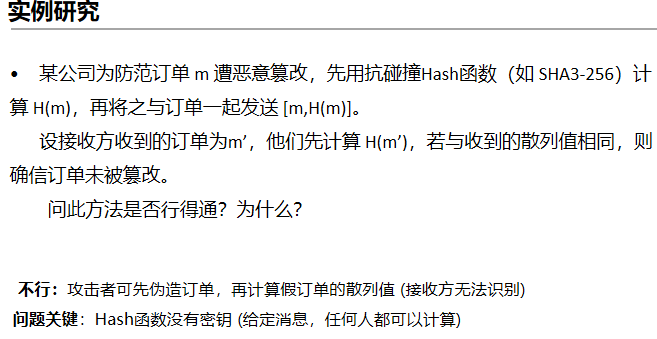 实例研究
• 某公司为防范订单 m 遭恶意篡改，先用抗碰撞Hash函数（如 SHA3-256）计
算 H(m)，再将之与订单一起发送 [m,H(m)]。
设接收方收到的订单为m’，他们先计算 H(m’)，若与收到的散列值相同，则
确信订单未被篡改。
问此方法是否行得通？为什么？
不行：攻击者可先伪造订单，再计算假订单的散列值 (接收方无法识别)
问题关键：Hash函数没有密钥 (给定消息，任何人都可以计算)